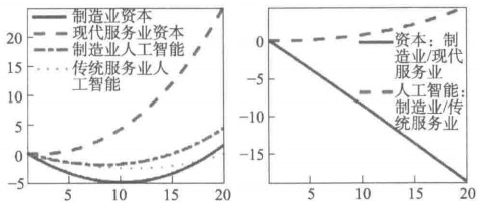 25
20
15
10
5
0
-5
制造业资本
现代服务业资本
制造业人工智能
传统服务业人
工智能
5
10
15
20
0
-5
-10
-15
资本：制
造业/现代
服务业
人工智能：
制造业/传
统服务业
5
10
15
20